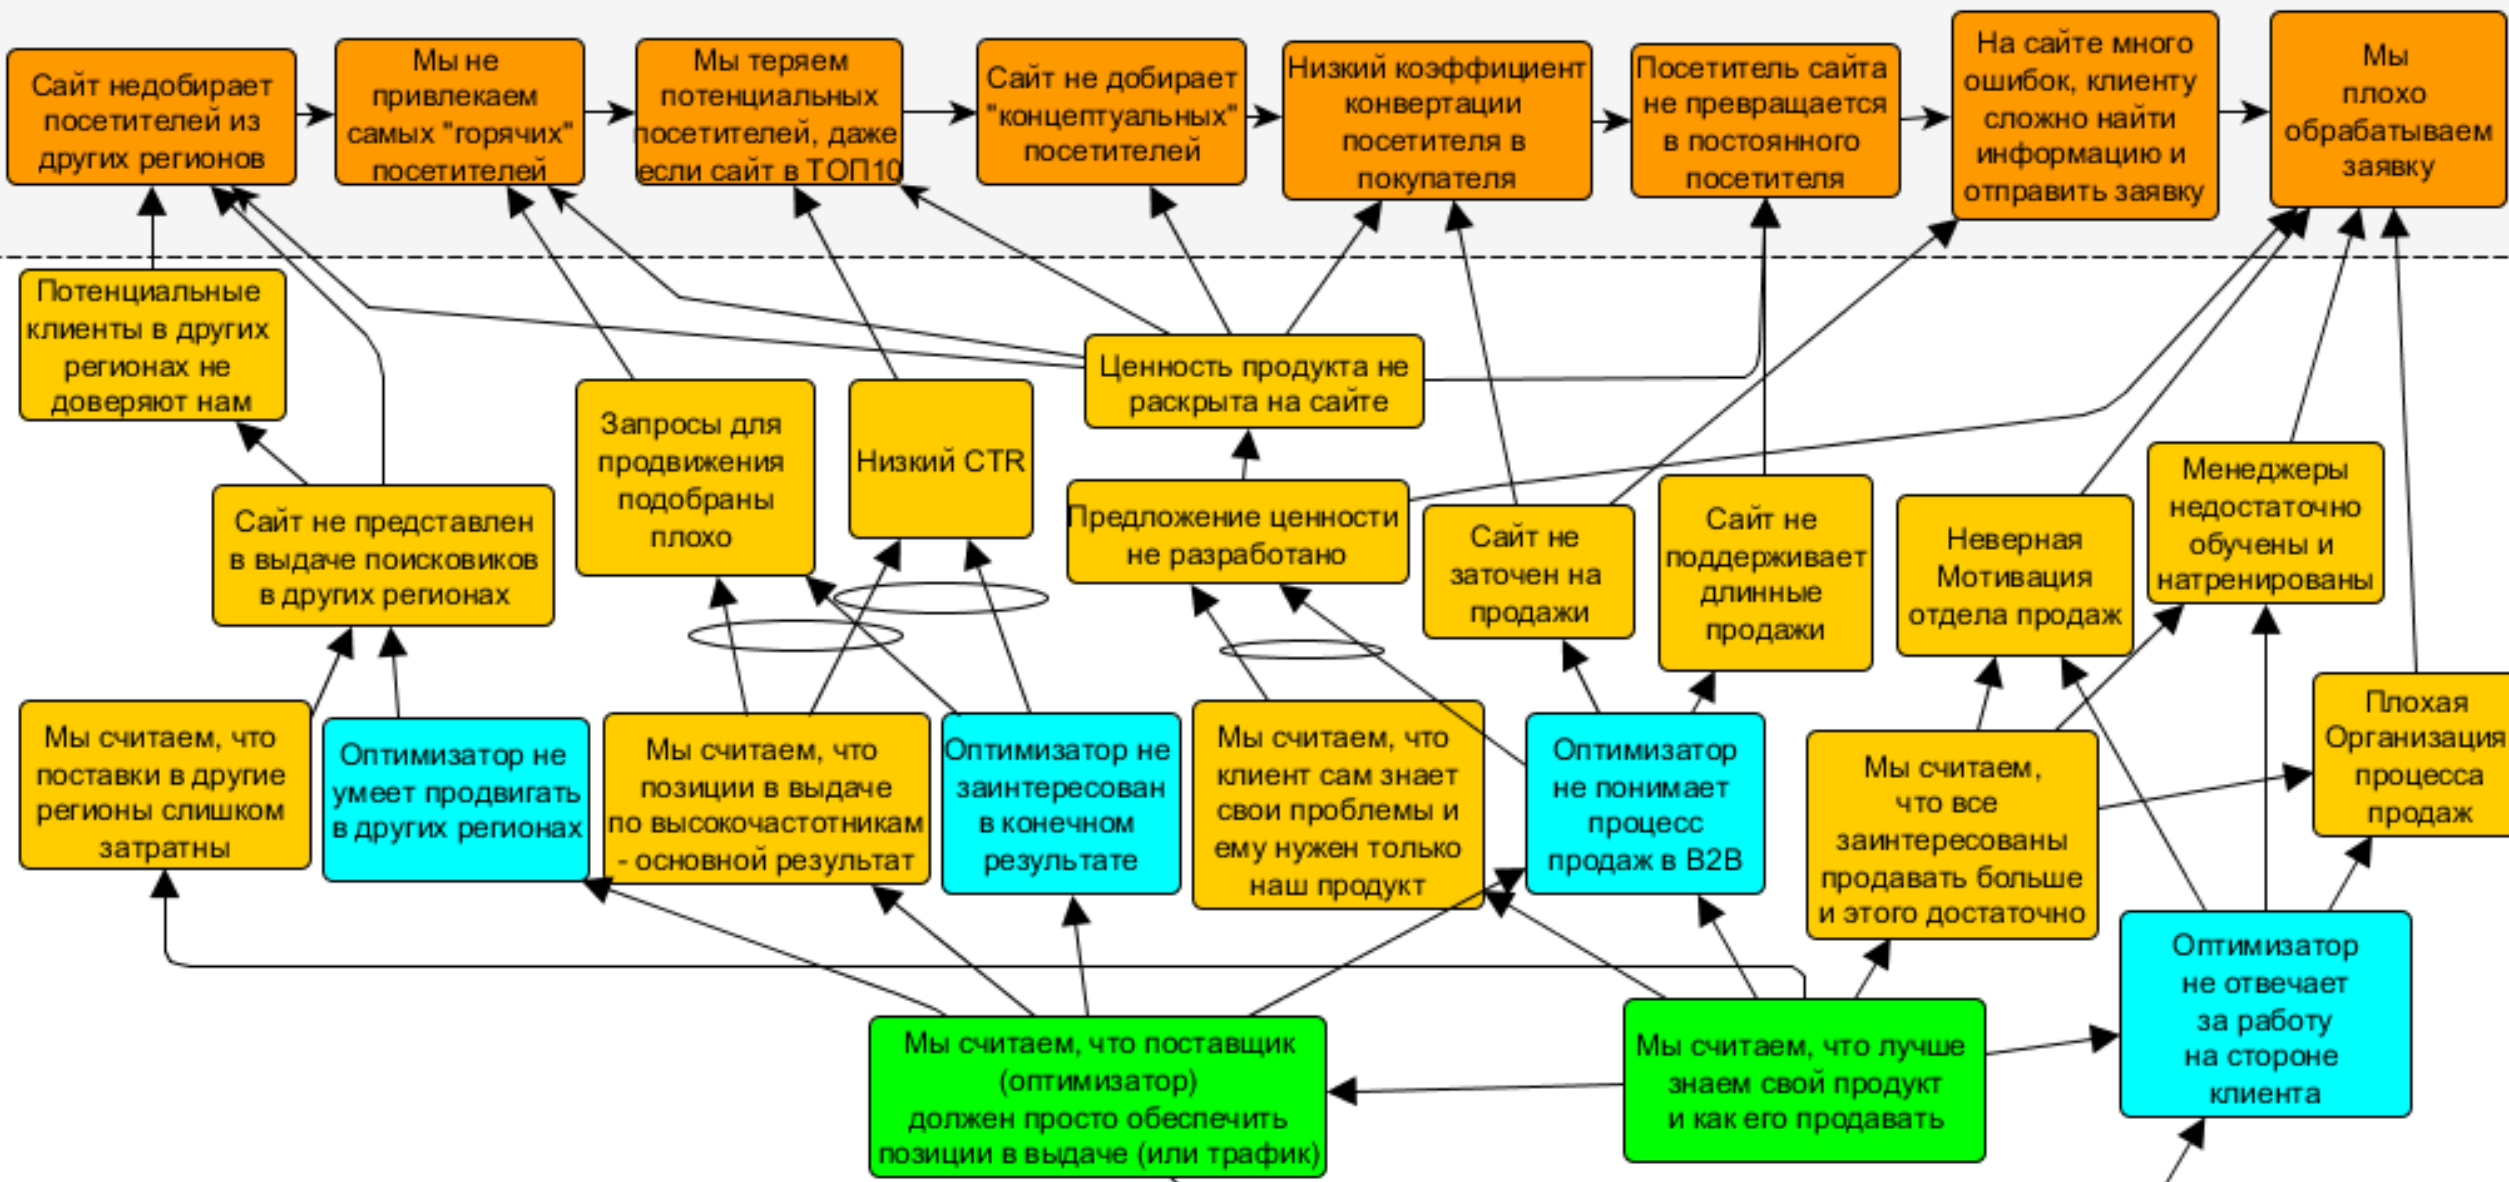 Сайт недобирает
посетителей из
других регионов
Мы не
привлекаем
самых "горячих"
посетителей
Мы теряем
потенциальных
посетителей, даже
если сайт в ТОП10
Сайт не добирает
"концептуальных"
посетителей
Низкий коэффициент
конвертации
посетителя в
покупателя
Посетитель сайта
не превращается
в постоянного
посетителя
На сайте много
ошибок, клиенту
сложно найти
информацию и
отправить заявку
Мы
плохо
обрабатываем
заявку
Потенциальные
клиенты в других
регионах не
доверяют нам
Ценность продукта не
раскрыта на сайте
Запросы для
продвижения
подобраны
плохо
Низкий CTR
Сайт не представлен
в выдаче поисковиков
в других регионах
Предложение ценности
не разработано
Сайт не
заточен на
продажи
Сайт не
поддерживает
длинные
продажи
Неверная
Мотивация
отдела продаж
Менеджеры
недостаточно
обучены и
натренированы
Мы считаем, что
поставки в другие
регионы слишком
затратны
Оптимизатор не
умеет продвигать
в других регионах
Мы считаем, что
позиции в выдаче
по высокочастотникам
- основной результат
Оптимизатор не
заинтересован
в конечном
результате
Мы считаем, что
клиент сам знает
свои проблемы и
ему нужен только
наш продукт
Оптимизатор
не понимает
процесс
продаж в B2B
Мы считаем,
что все
заинтересованы
продавать больше
и этого достаточно
Плохая
Организация
процесса
продаж
Оптимизатор
не отвечает
за работу
на стороне
клиента
Мы считаем, что поставщик
(оптимизатор)
должен просто обеспечить
позиции в выдаче (или трафик)
Мы считаем, что лучше
знаем свой продукт
и как его продавать